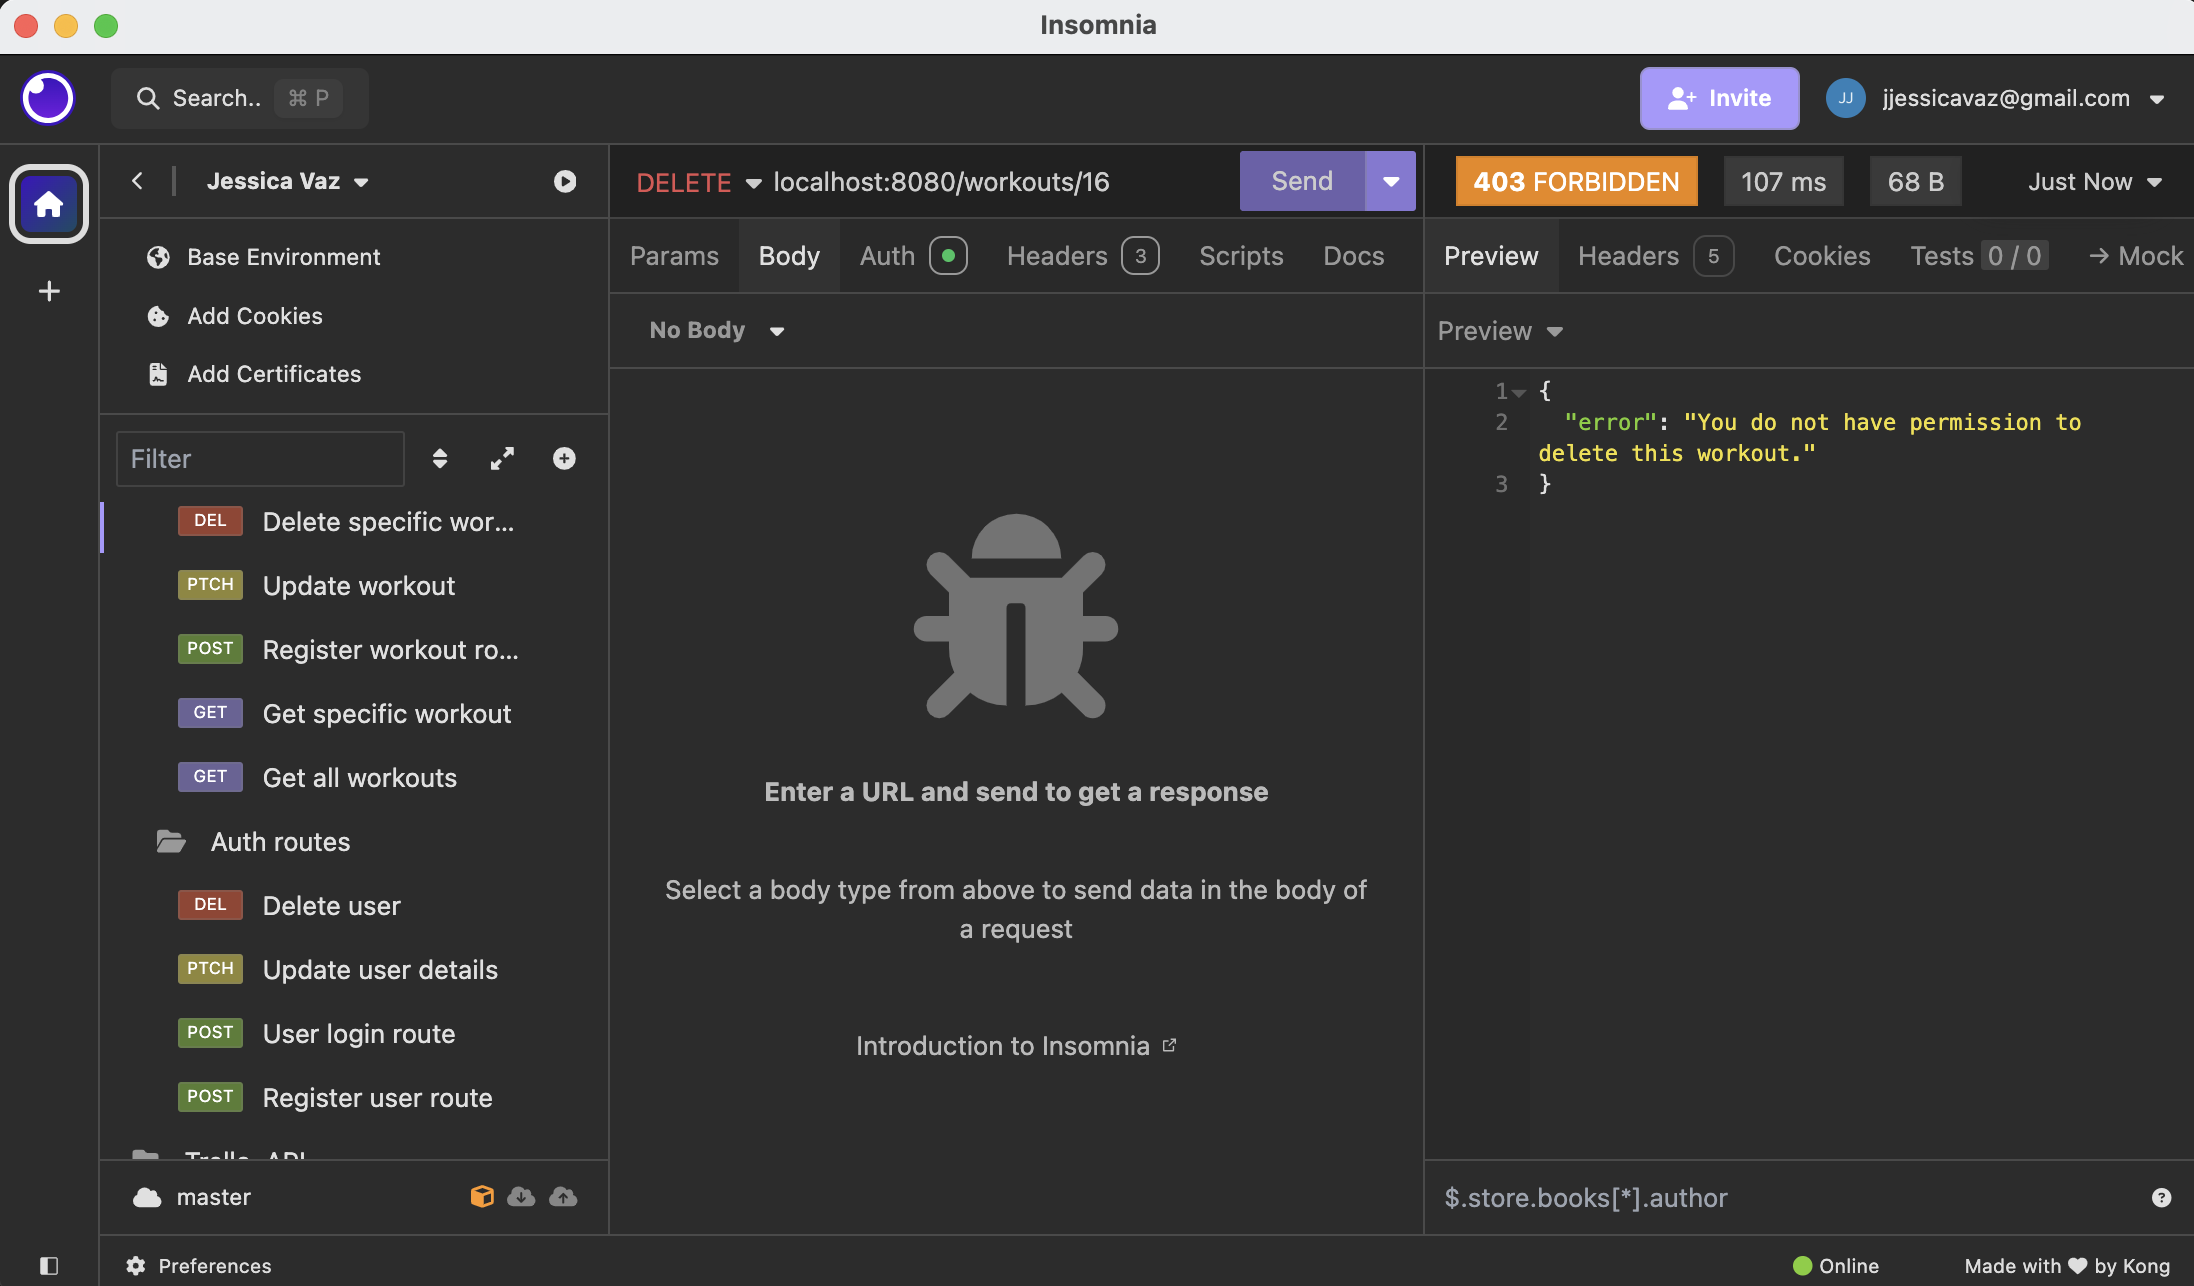 Insomnia
Search.. ⌘ P
Invite
JJ jjessicavaz@gmail.com
Jessica Vaz
Base Environment
Add Cookies
Add Certificates
Filter
DEL Delete specific wor...
PTCH Update workout
POST Register workout ro...
GET Get specific workout
GET Get all workouts
Auth routes
DEL Delete user
PTCH Update user details
POST User login route
POST Register user route
master
Preferences
DELETE localhost:8080/workouts/16
Send
Params Body Auth Headers 3 Scripts Docs
No Body
Enter a URL and send to get a response
Select a body type from above to send data in the body of
a request
Introduction to Insomnia
403 FORBIDDEN 107 ms 68 B Just Now
Preview Headers 5 Cookies Tests 0 / 0 → Mock
Preview
1 {
2 "error": "You do not have permission to
delete this workout."
3 }
$.store.books[*].author
?
Online
Made with ♥ by Kong